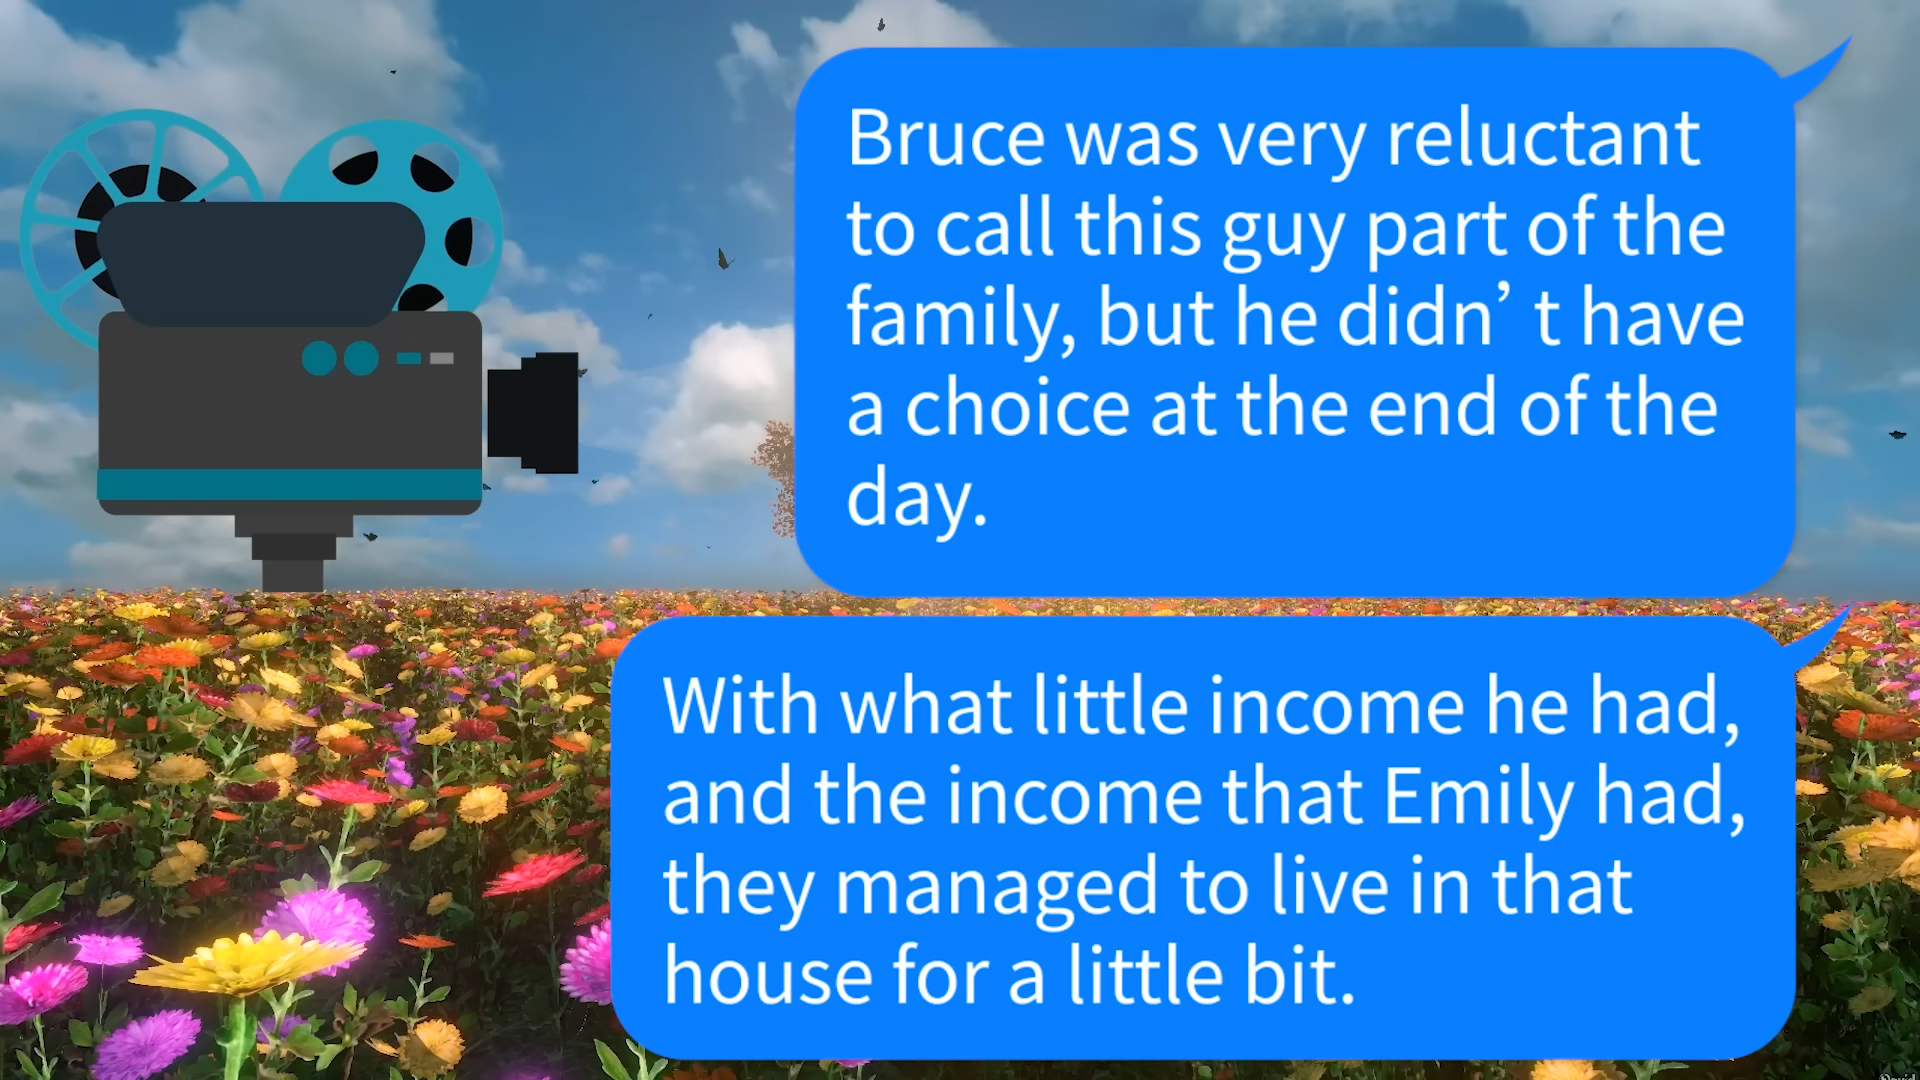 Bruce was very reluctant
to call this guy part of the
family, but he didn’ t have
a choice at the end of the
day.
With what little income he had,
and the income that Emily had,
they managed to live in that
house for a little bit.